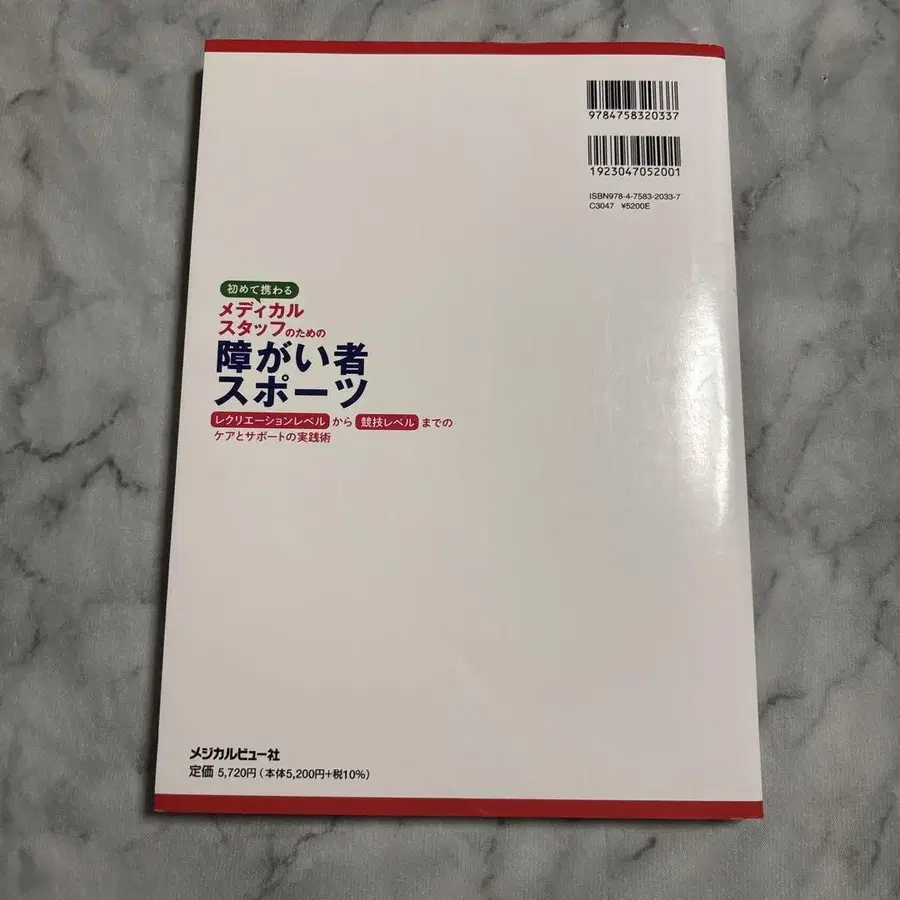 9784758320337
1923047052001
ISBN978-4-7583-2033-7
C3047 ¥5200E
初めて携わる
メディカル
スタッフのための
障がい者
スポーツ
レクリエーションレベル から 競技レベル までの
ケアとサポートの実践術
メジカルビュー社
定価 5,720円(本体5,200円+税10%)